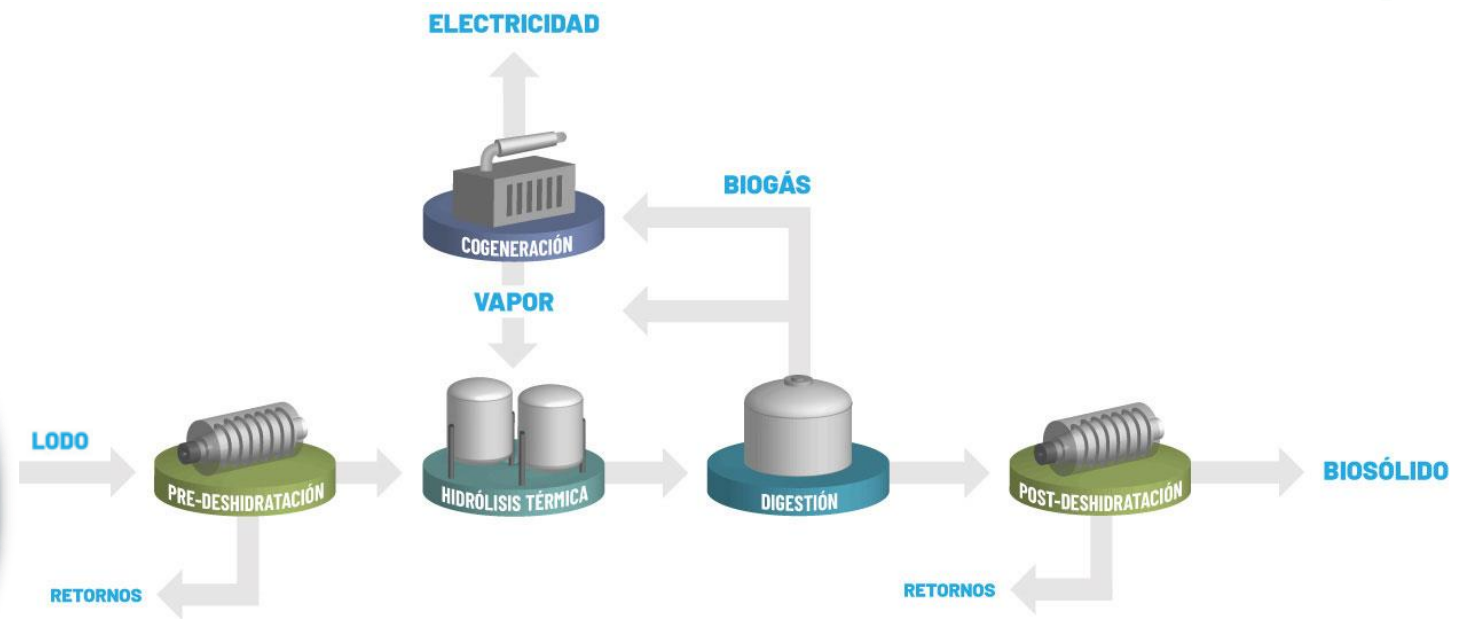 ELECTRICIDAD
BIOGÁS
COGENERACIÓN
VAPOR
LODO
PRE-DESHIDRATACIÓN
HIDRÓLISIS TÉRMICA
DIGESTIÓN
POST-DESHIDRATACIÓN
BIOSÓLIDO
RETORNOS
RETORNOS